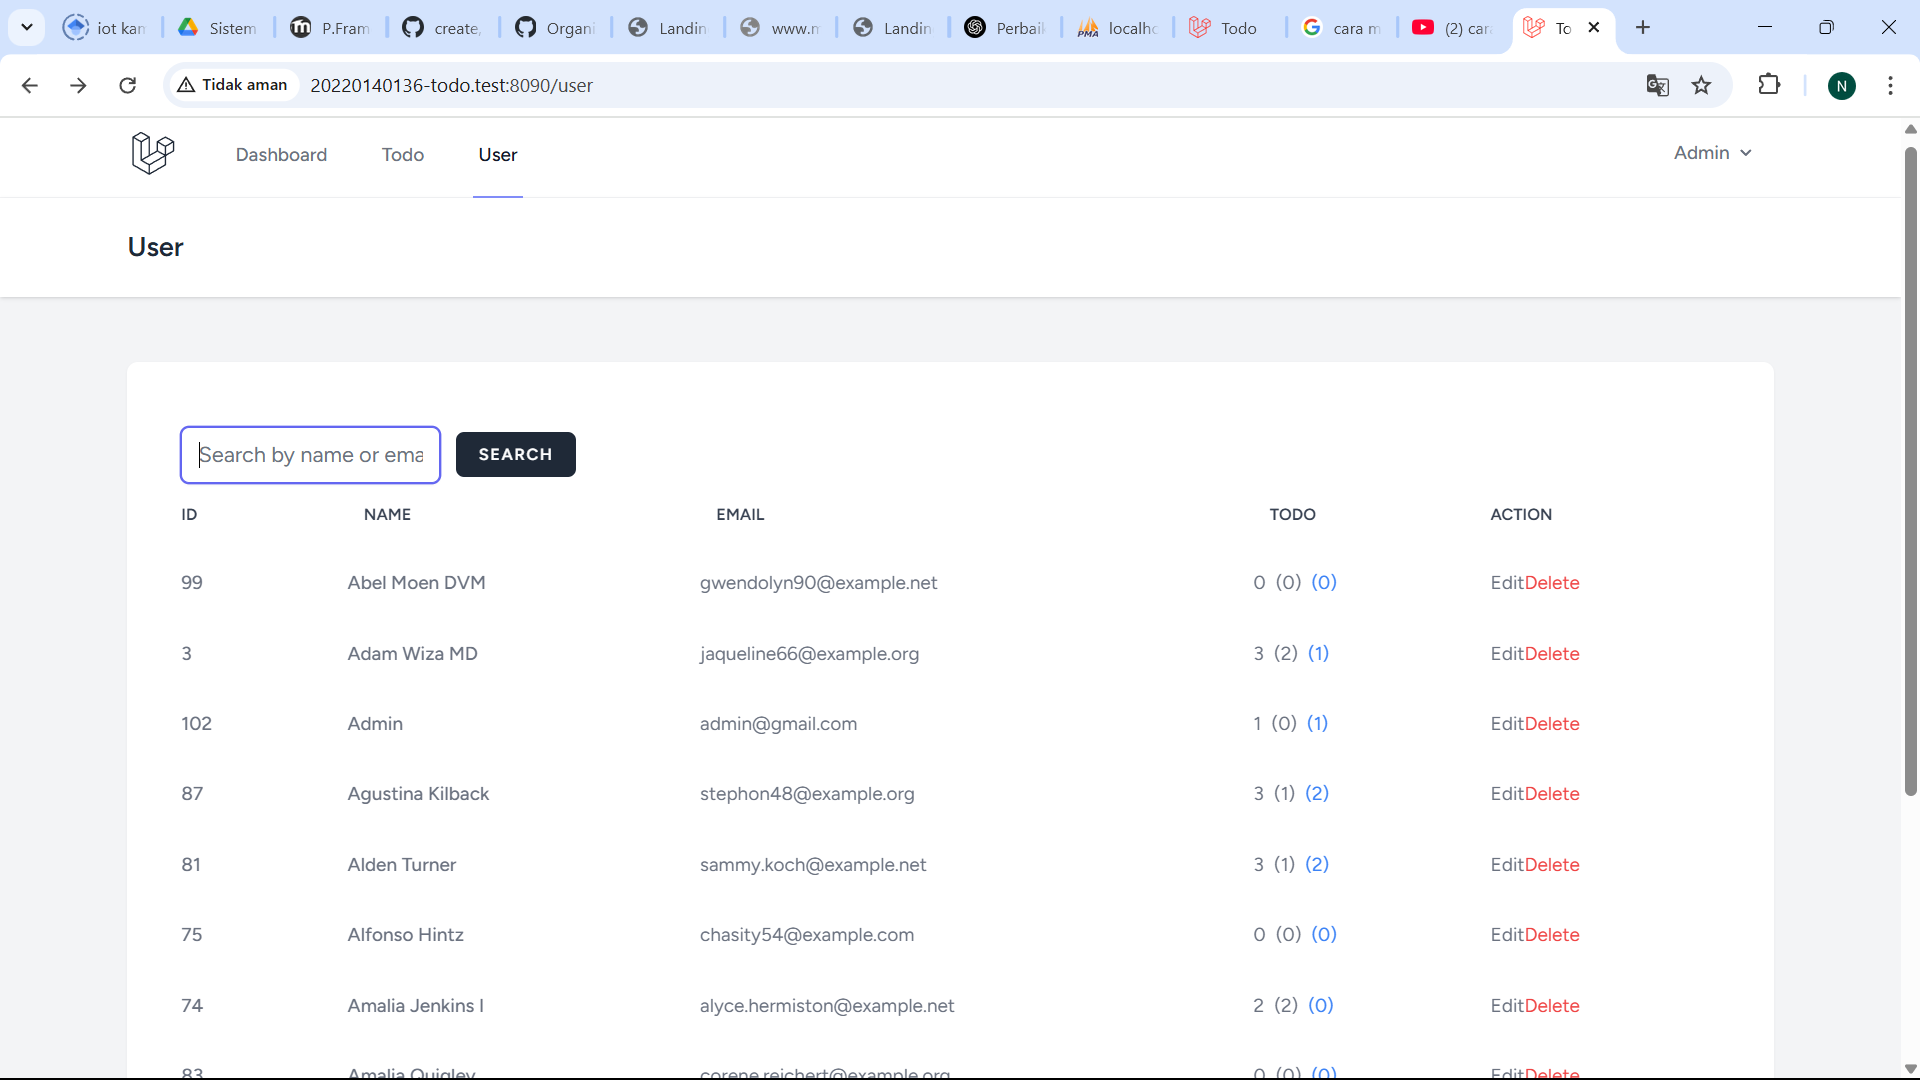 iot kan Sistem P.Fram create, Organi Landin www.m Landin Perbaik localho Todo cara m (2) cara To
Tidak aman 20220140136-todo.test:8090/user N
Dashboard Todo User Admin
User
Search by name or ema SEARCH
ID NAME EMAIL TODO ACTION
99 Abel Moen DVM gwendolyn90@example.net 0 (0) (0) EditDelete
3 Adam Wiza MD jaqueline66@example.org 3 (2) (1) EditDelete
102 Admin admin@gmail.com 1 (0) (1) EditDelete
87 Agustina Kilback stephon48@example.org 3 (1) (2) EditDelete
81 Alden Turner sammy.koch@example.net 3 (1) (2) EditDelete
75 Alfonso Hintz chasity54@example.com 0 (0) (0) EditDelete
74 Amalia Jenkins I alyce.hermiston@example.net 2 (2) (0) EditDelete
83 Amalia Quigley corene.reichert@example.org 0 (0) (0) EditDelete